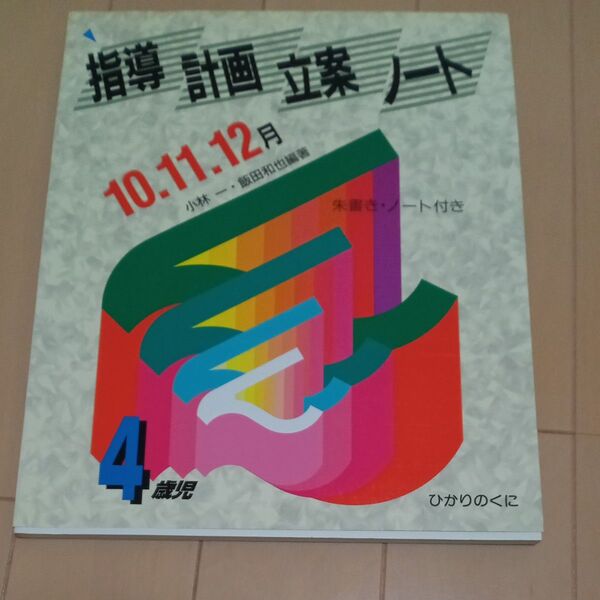 指導計画立案ノート
10.11.12月
小林 一・飯田和也編著
朱書き・ノート付き
4歳児
ひかりのくに